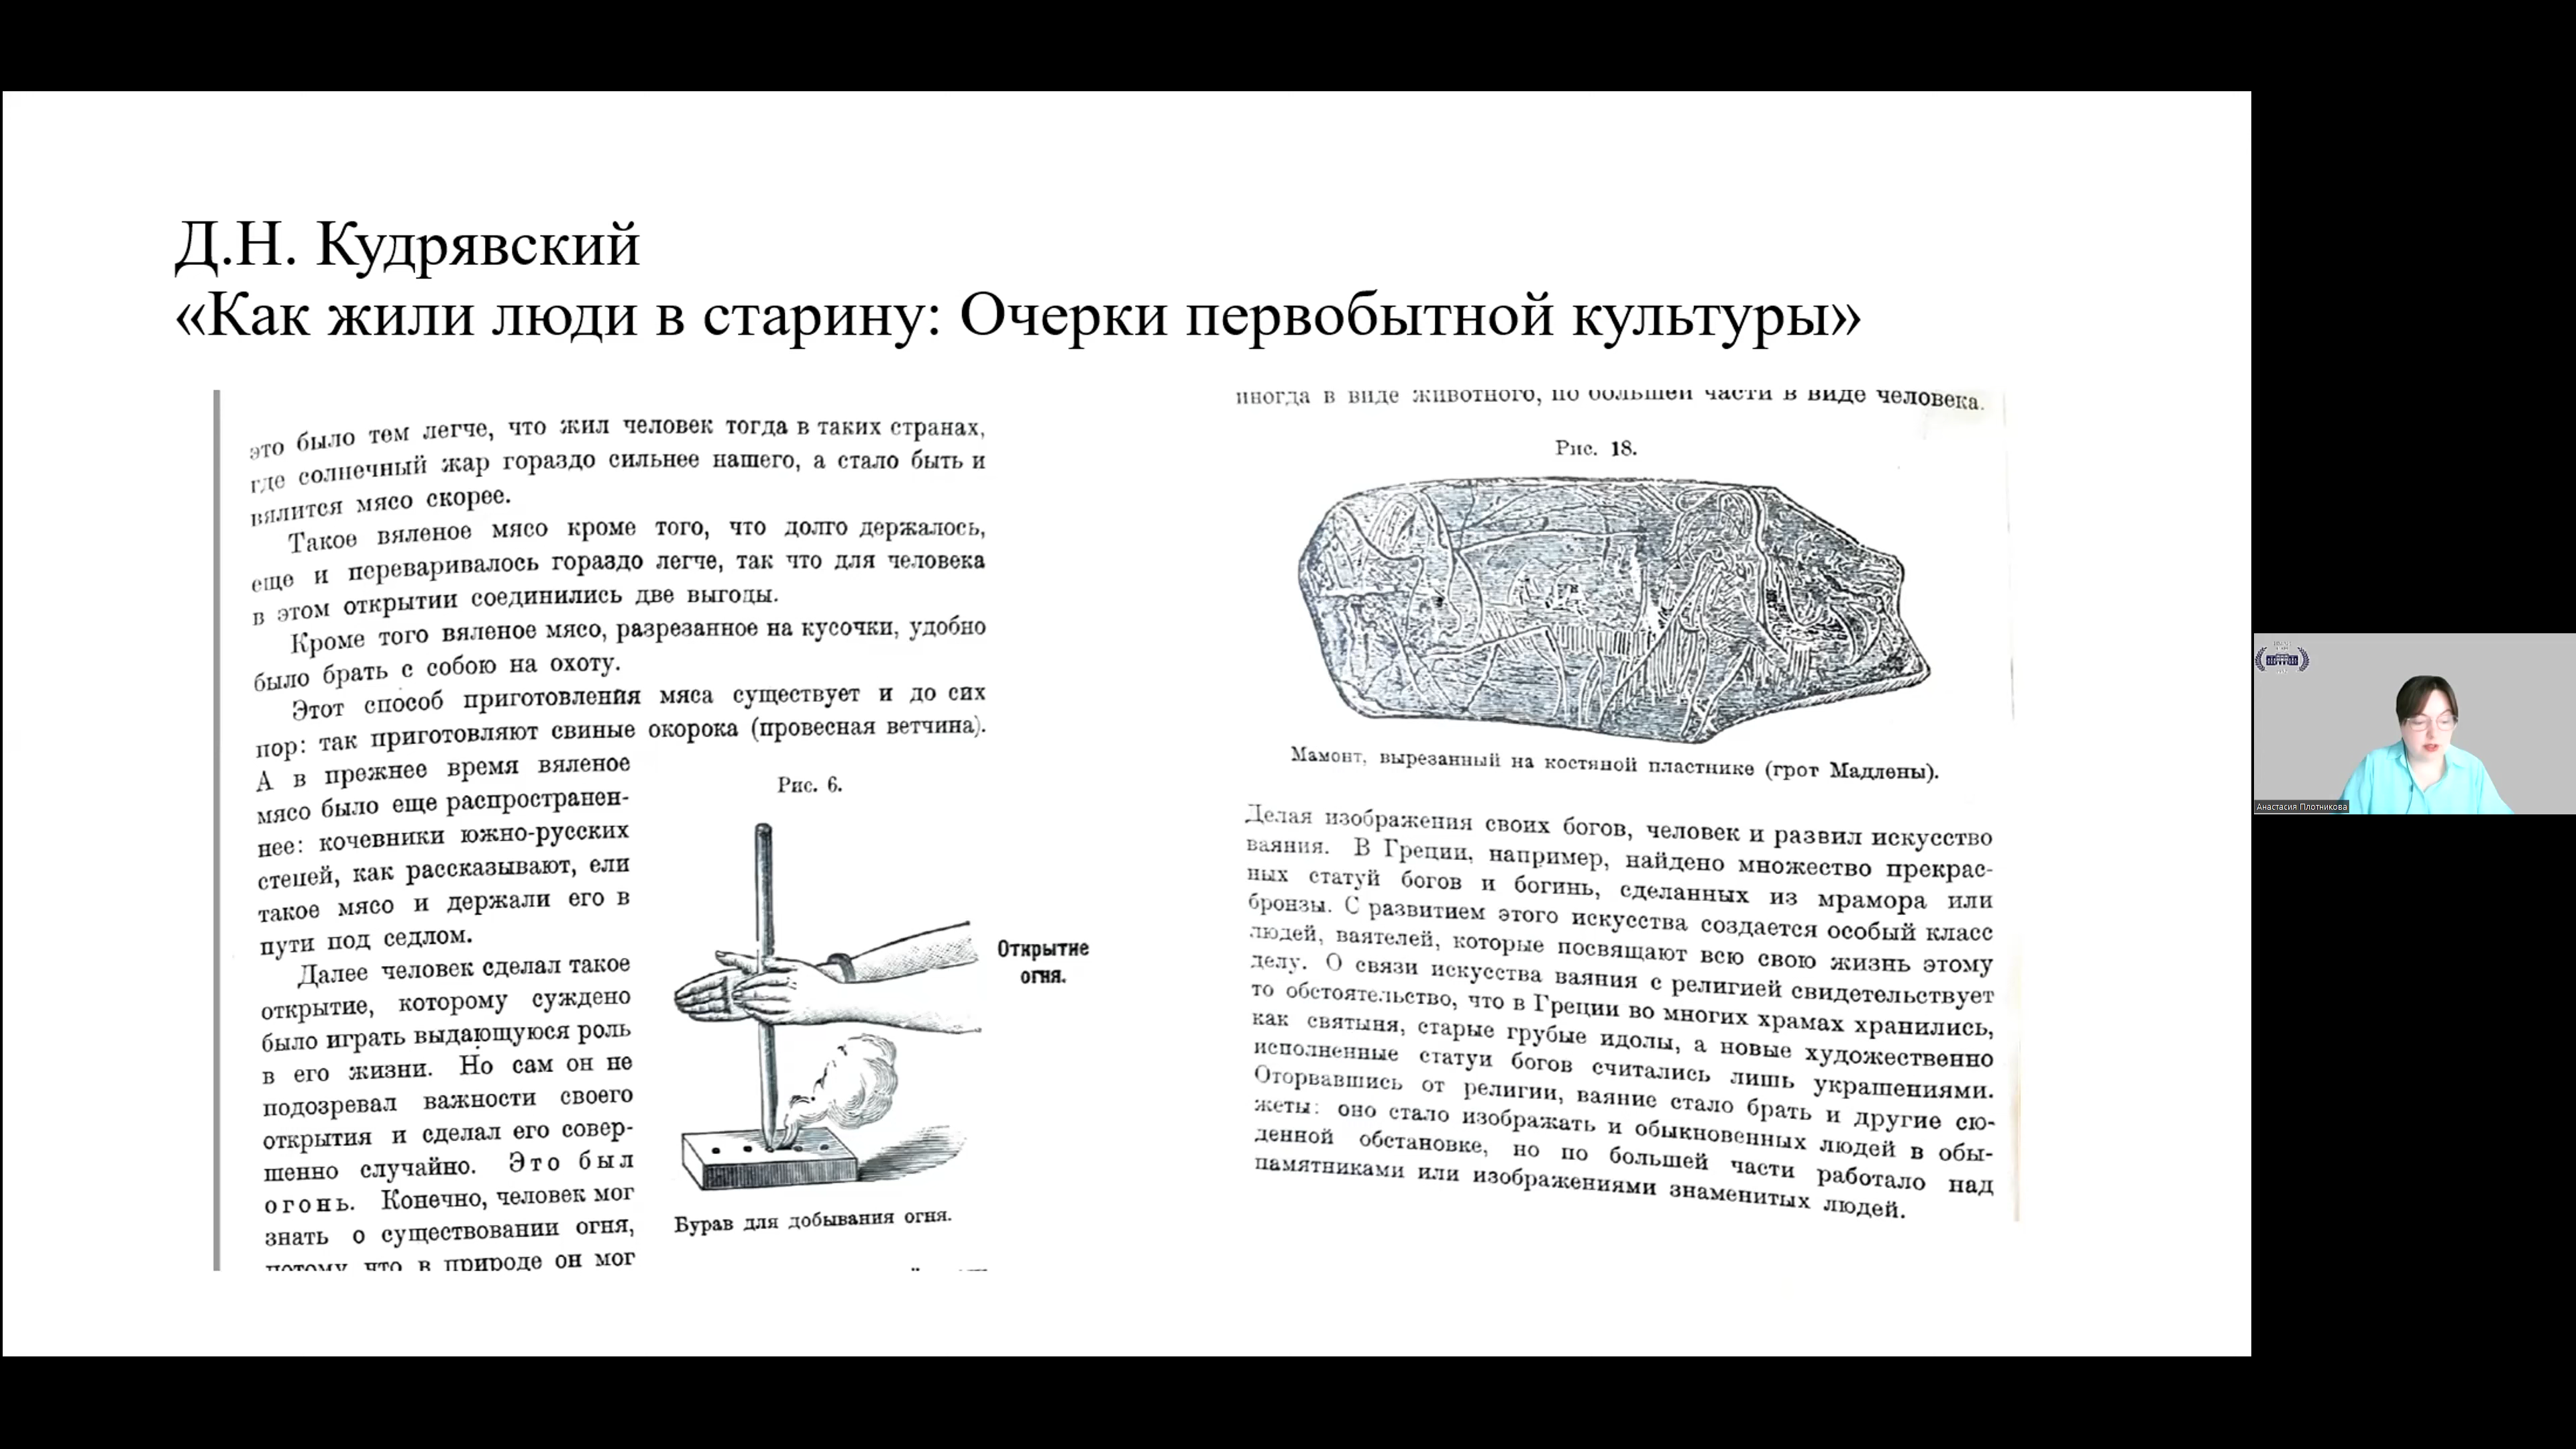 Д.Н. Кудрявский
«Как жили люди в старину: Очерки первобытной культуры»
это было тем легче, что жил человек тогда в таких странах,
где солнечный жар гораздо сильнее нашего, а стало быть и
вялится мясо скорее.
Такое вяленое мясо кроме того, что долго держалось,
еще и переваривалось гораздо легче, так что для человека
в этом открытии соединились две выгоды.
Кроме того вяленое мясо, разрезанное на кусочки, удобно
было брать с собою на охоту.
Этот способ приготовления мяса существует и до сих
пор: так приготовляют свиные окорока (провесная ветчина).
А в прежнее время вяленое
мясо было еще распространен-
нее: кочевники южно-русских
степей, как рассказывают, ели
такое мясо и держали его в
пути под седлом.
Далее человек сделал такое
открытие, которому суждено
было играть выдающуюся роль
в его жизни. Но сам он не
подозревал важности своего
открытия и сделал его совер-
шенно случайно. Это был
огонь. Конечно, человек мог
знать о существовании огня,
потому что в природе он мог
Рис. 6.
Открытие
огня.
Бурав для добывания огня.
иногда в виде животного, по большей части в виде человека.
Рис. 18.
Мамонт, вырезанный на костяной пластнике (грот Мадлены).
Делая изображения своих богов, человек и развил искусство
ваяния. В Греции, например, найдено множество прекрас-
ных статуй богов и богинь, сделанных из мрамора или
бронзы. С развитием этого искусства создается особый класс
людей, ваятелей, которые посвящают всю свою жизнь этому
делу. О связи искусства ваяния с религией свидетельствует
то обстоятельство, что в Греции во многих храмах хранились,
как святыня, старые грубые идолы, а новые художественно
исполненные статуи богов считались лишь украшениями.
Оторвавшись от религии, ваяние стало брать и другие сю-
жеты: оно стало изображать и обыкновенных людей в обы-
денной обстановке, но по большей части работало над
памятниками или изображениями знаменитых людей.
Анастасия Плотникова